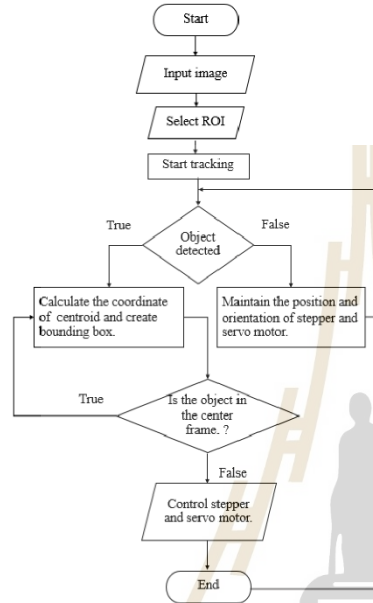 Start
Input image
Select ROI
Start tracking
Object
detected
True
False
Calculate the coordinate
of centroid and create
bounding box.
Maintain the position and
orientation of stepper and
servo motor.
Is the object in
the center
frame. ?
True
False
Control stepper
and servo motor.
End